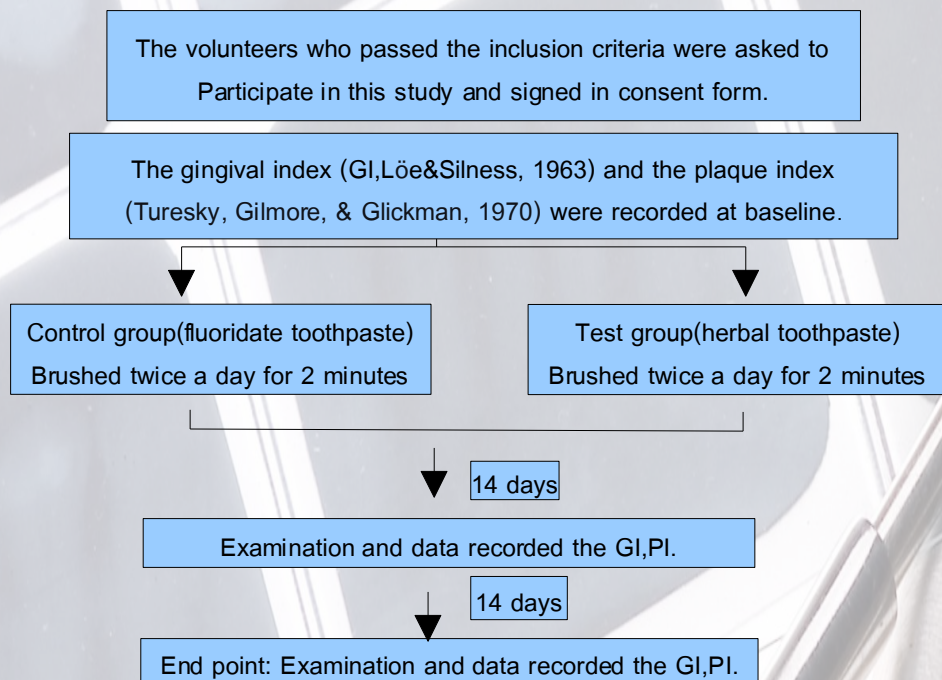 The volunteers who passed the inclusion criteria were asked to
Participate in this study and signed in consent form.
The gingival index (GI,Löe&Silness, 1963) and the plaque index
(Turesky, Gilmore, & Glickman, 1970) were recorded at baseline.
Control group(fluoridate toothpaste)
Brushed twice a day for 2 minutes
Test group(herbal toothpaste)
Brushed twice a day for 2 minutes
14 days
Examination and data recorded the GI,PI.
14 days
End point: Examination and data recorded the GI,PI.